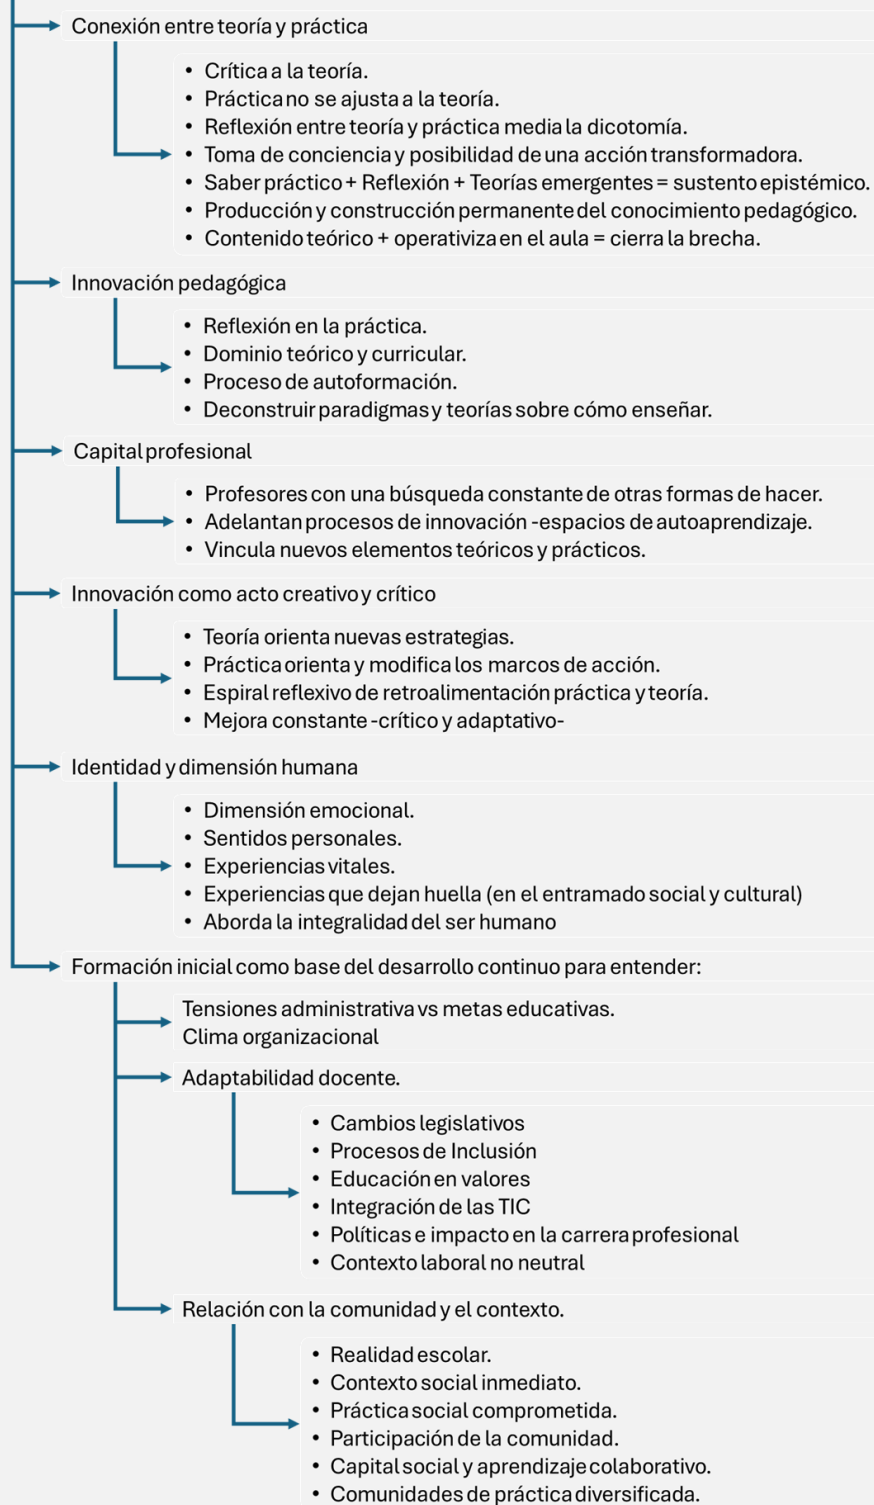 Conexión entre teoría y práctica
• Crítica a la teoría.
• Práctica no se ajusta a la teoría.
• Reflexión entre teoría y práctica media la dicotomía.
• Toma de conciencia y posibilidad de una acción transformadora.
• Saber práctico + Reflexión + Teorías emergentes = sustento epistémico.
• Producción y construcción permanente del conocimiento pedagógico.
• Contenido teórico + operativiza en el aula = cierra la brecha.
Innovación pedagógica
• Reflexión en la práctica.
• Dominio teórico y curricular.
• Proceso de autoformación.
• Deconstruir paradigmas y teorías sobre cómo enseñar.
Capital profesional
• Profesores con una búsqueda constante de otras formas de hacer.
• Adelantan procesos de innovación -espacios de autoaprendizaje.
• Vincula nuevos elementos teóricos y prácticos.
Innovación como acto creativo y crítico
• Teoría orienta nuevas estrategias.
• Práctica orienta y modifica los marcos de acción.
• Espiral reflexivo de retroalimentación práctica y teoría.
• Mejora constante -crítico y adaptativo-
Identidad y dimensión humana
• Dimensión emocional.
• Sentidos personales.
• Experiencias vitales.
• Experiencias que dejan huella (en el entramado social y cultural)
• Aborda la integralidad del ser humano
Formación inicial como base del desarrollo continuo para entender:
Tensiones administrativa vs metas educativas.
Clima organizacional
Adaptabilidad docente.
• Cambios legislativos
• Procesos de Inclusión
• Educación en valores
• Integración de las TIC
• Políticas e impacto en la carrera profesional
• Contexto laboral no neutral
Relación con la comunidad y el contexto.
• Realidad escolar.
• Contexto social inmediato.
• Práctica social comprometida.
• Participación de la comunidad.
• Capital social y aprendizaje colaborativo.
• Comunidades de práctica diversificada.